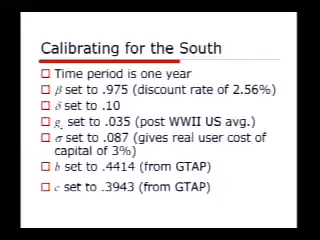 Calibrating for the South
Time period is one year
β set to .975 (discount rate of 2.56%)
δ set to .10
g set to .035 (post WWII US avg.)
σ set to .087 (gives real user cost of
capital of 3%)
b set to .4414 (from GTAP)
c set to .3943 (from GTAP)